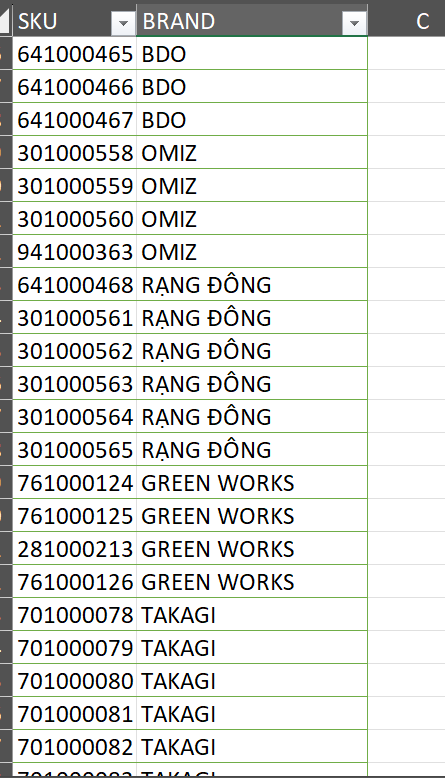 SKU BRAND C
641000465 BDO
641000466 BDO
641000467 BDO
301000558 OMIZ
301000559 OMIZ
301000560 OMIZ
941000363 OMIZ
641000468 RẠNG ĐÔNG
301000561 RẠNG ĐÔNG
301000562 RẠNG ĐÔNG
301000563 RẠNG ĐÔNG
301000564 RẠNG ĐÔNG
301000565 RẠNG ĐÔNG
761000124 GREEN WORKS
761000125 GREEN WORKS
281000213 GREEN WORKS
761000126 GREEN WORKS
701000078 TAKAGI
701000079 TAKAGI
701000080 TAKAGI
701000081 TAKAGI
701000082 TAKAGI